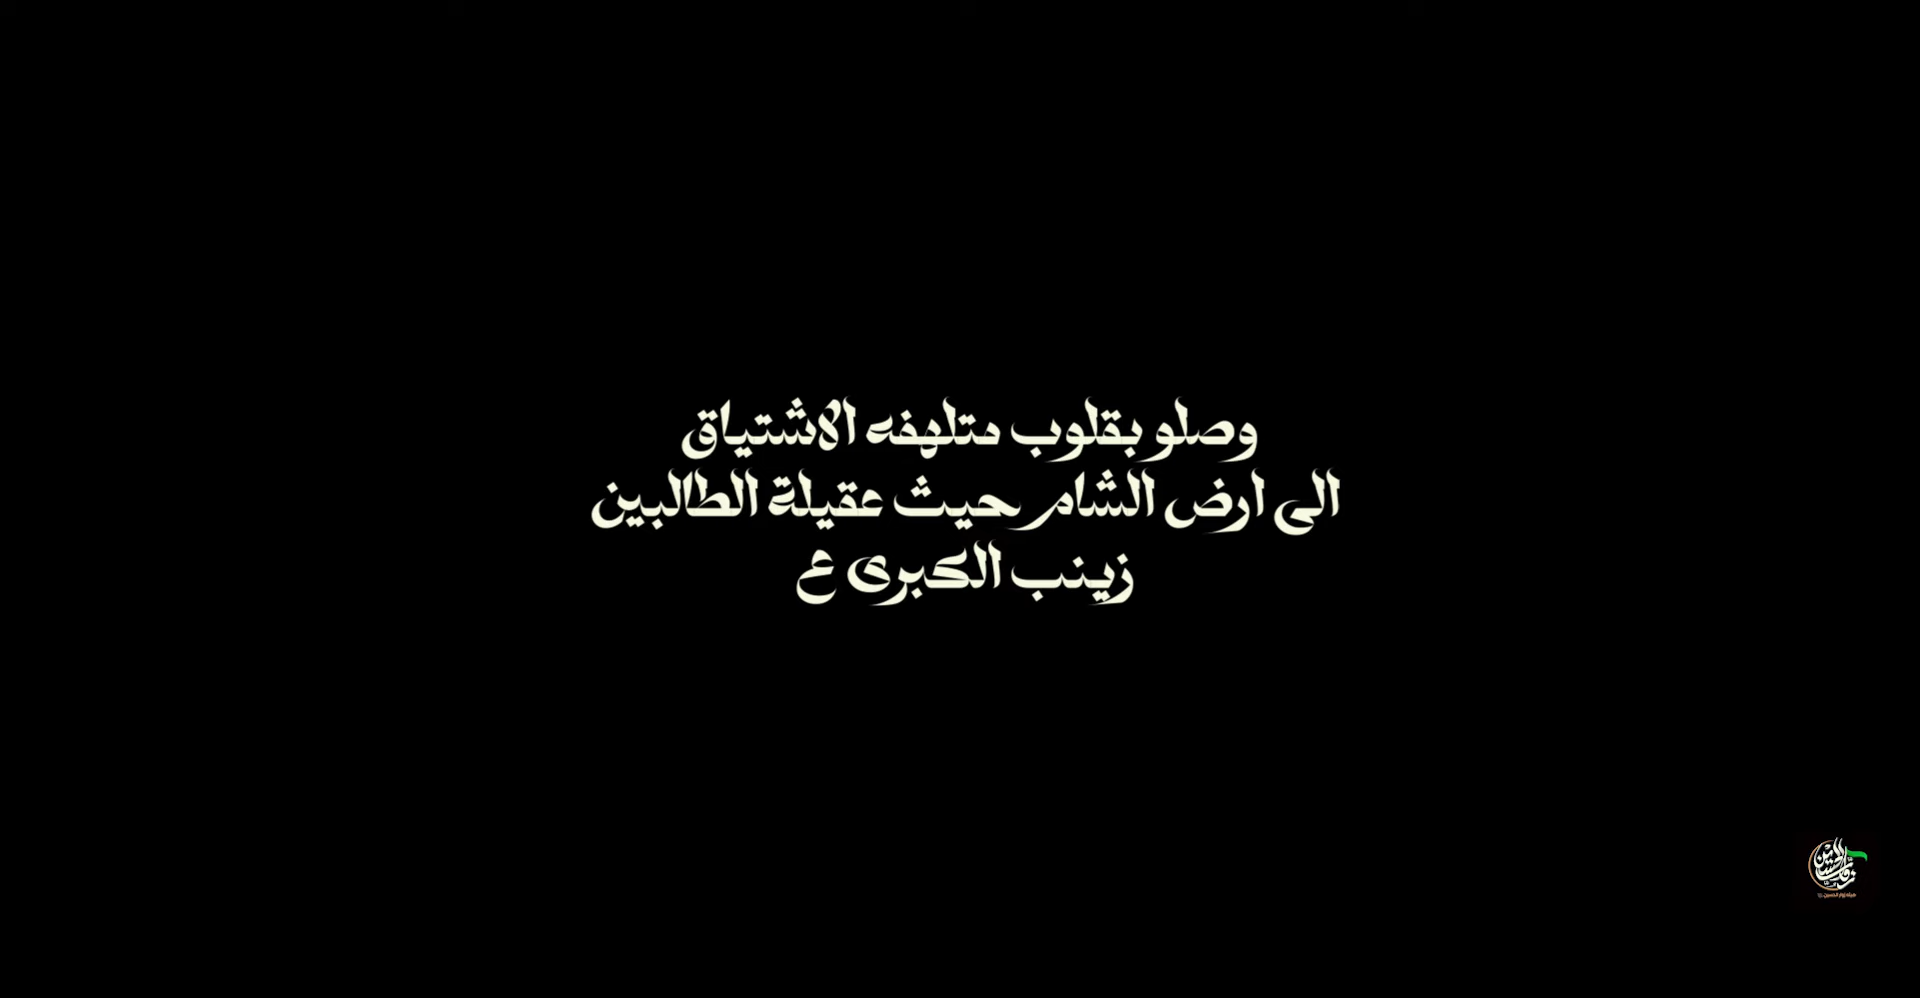 وصلو بقلوب متلهفه الاشتياق
الى ارض الشام حيث عقيلة الطالبين
زينب الكبرى ع